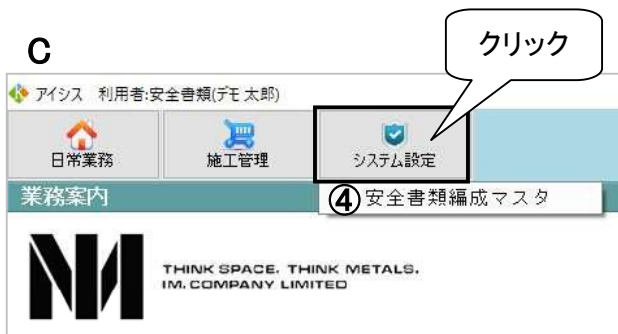 C
クリック
アイシス 利用者:安全書類(デモ 太郎)
日常業務
施工管理
システム設定
業務案内
④安全書類編成マスタ
THINK SPACE. THINK METALS.
IM. COMPANY LIMITED